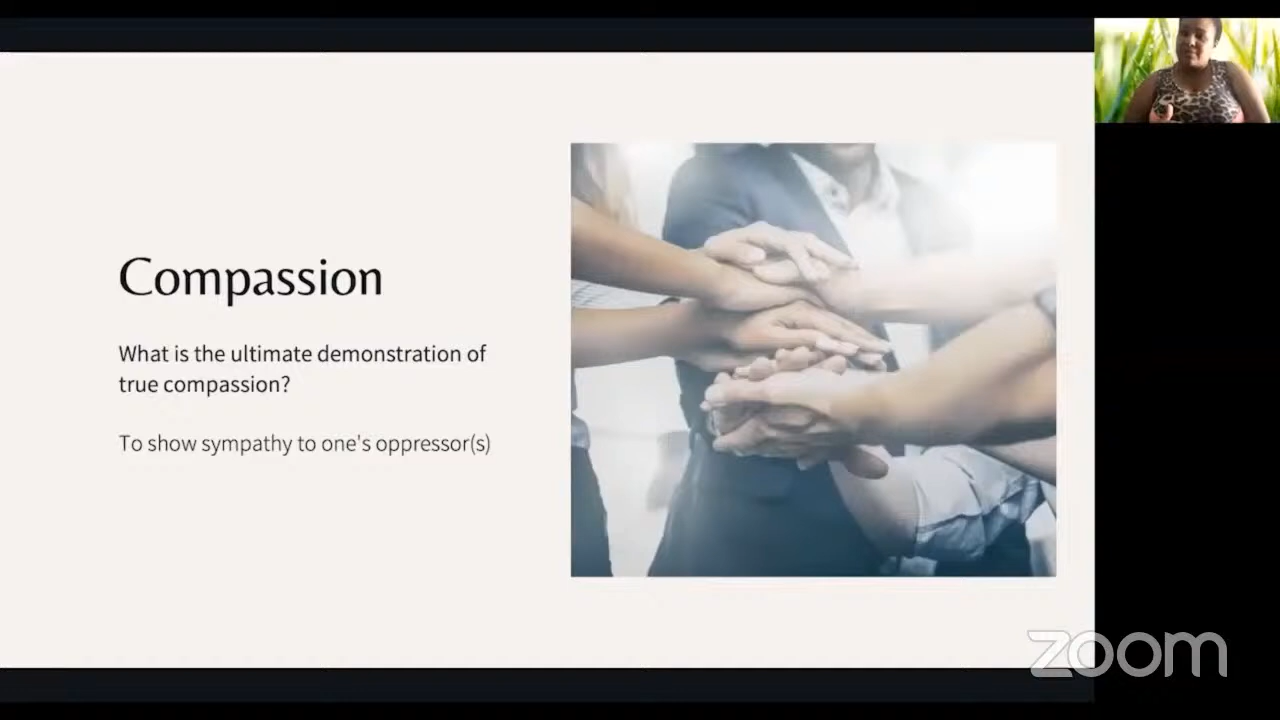 Compassion
What is the ultimate demonstration of
true compassion?
To show sympathy to one's oppressor(s)
zoom